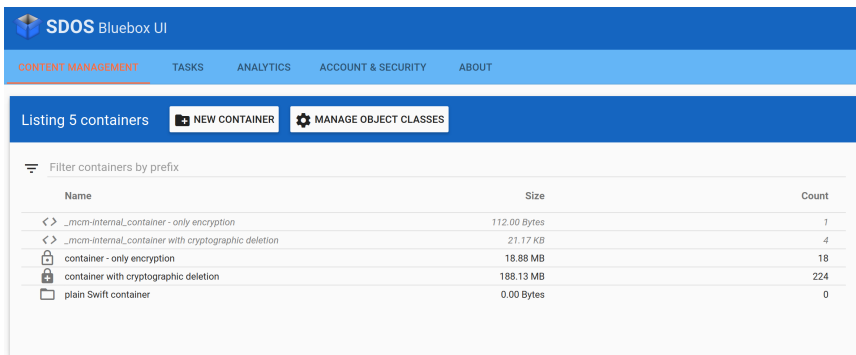 SDOS Bluebox UI
CONTENT MANAGEMENT TASKS ANALYTICS ACCOUNT & SECURITY ABOUT
Listing 5 containers NEW CONTAINER MANAGE OBJECT CLASSES
Filter containers by prefix
Name Size Count
_mcm-internal_container - only encryption 112.00 Bytes 1
_mcm-internal_container with cryptographic deletion 21.17 KB 4
container - only encryption 18.88 MB 18
container with cryptographic deletion 188.13 MB 224
plain Swift container 0.00 Bytes 0